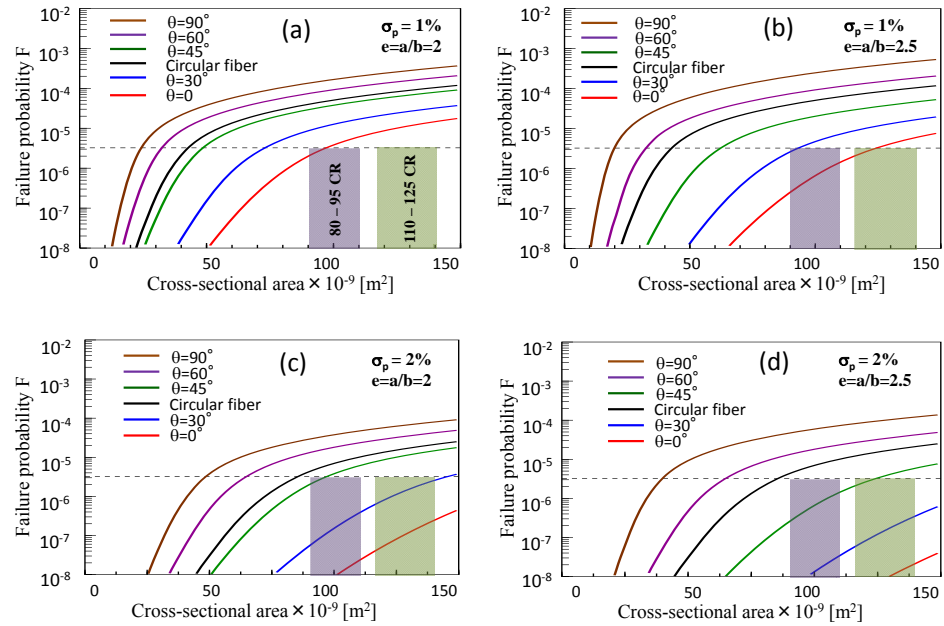 (a)
σp = 1%
e=a/b=2
θ=90°
θ=60°
θ=45°
Circular fiber
θ=30°
θ=0
Failure probability F
10-2
10-3
10-4
10-5
10-6
10-7
10-8
80 – 95 CR
110 – 125 CR
0 50 100 150
Cross-sectional area × 10-9 [m2]
(b)
σp = 1%
e=a/b=2.5
θ=90°
θ=60°
θ=45°
Circular fiber
θ=30°
θ=0°
Failure probability F
10-2
10-3
10-4
10-5
10-6
10-7
10-8
0 50 100 150
Cross-sectional area × 10-9 [m2]
(c)
σp = 2%
e=a/b=2
θ=90°
θ=60°
θ=45°
Circular fiber
θ=30°
θ=0°
Failure probability F
10-2
10-3
10-4
10-5
10-6
10-7
10-8
0 50 100 150
Cross-sectional area × 10-9 [m2]
(d)
σp = 2%
e=a/b=2.5
θ=90°
θ=60°
θ=45°
Circular fiber
θ=30°
θ=0°
Failure probability F
10-2
10-3
10-4
10-5
10-6
10-7
10-8
0 50 100 150
Cross-sectional area × 10-9 [m2]